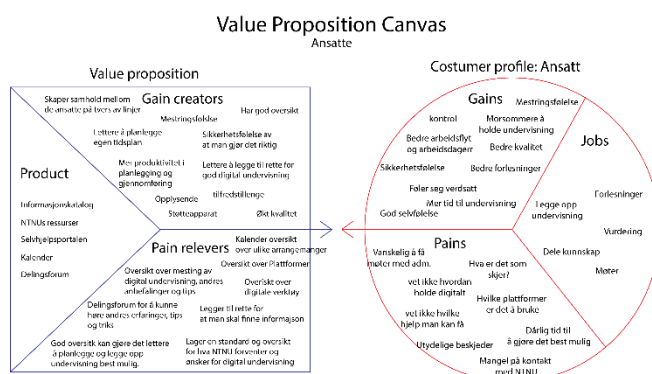 Value Proposition Canvas
Ansatte
Value proposition
Gain creators
Skaper samhold mellom
de ansatte på tvers av linjer
Mestringsfølelse
Har god oversikt
Lettere å planlegge
egen tidsplan
Sikkerhetsfølelse av
at man gjør det riktig
Mer produktivitet i
planlegging og
gjennomføring
Lettere å legge til rette for
god digital undervisning
Opplysende
tilfredstillende
Støtteapparat
Økt kvalitet
Product
Informasjonskatalog
NTNUs ressurser
Selvhjelpsportalen
Kalender
Delingsforum
Pain relevers
Kalender oversikt
over ulike arrangemanger
Oversikt over Plattformer
Oversikt over mesting av
digital undervisning, andres
anbefalinger og tips
Overiskt over
digitale verktøy
Delingsforum for å kunne
høre andres erfaringer, tips
og triks
Legger til rette for
at man skal finne informajson
God oversikt kan gjøre det lettere
å planlegge og legge opp
undervisning best mulig.
Lager en standard og oversikt
for hva NTNU forventer og
ønsker for digital undervisning
Costumer profile: Ansatt
Gains
Mestringsfølelse
kontrol
Morsommere å
holde undervisning
Bedre arbeidsflyt
og arbeidsdagerr
Bedre kvalitet
Sikkerhetsfølelse
Bedre forlesninger
Føler seg verdsatt
Mer tid til undervisning
God selvfølelse
Jobs
Forlesninger
Legge opp
undervisning
Vurdering
Dele kunnskap
Møter
Pains
Vanskelig å få
møter med adm.
Hva er det som
skjer?
vet ikke hvordan
holde digitalt
Hvilke plattformer
er det å bruke
vet ikke hvilke
hjelp man kan få
Utydelige beskjeder
Dårlig tid til
å gjøre det best mulig
Mangel på kontakt
med NTNU